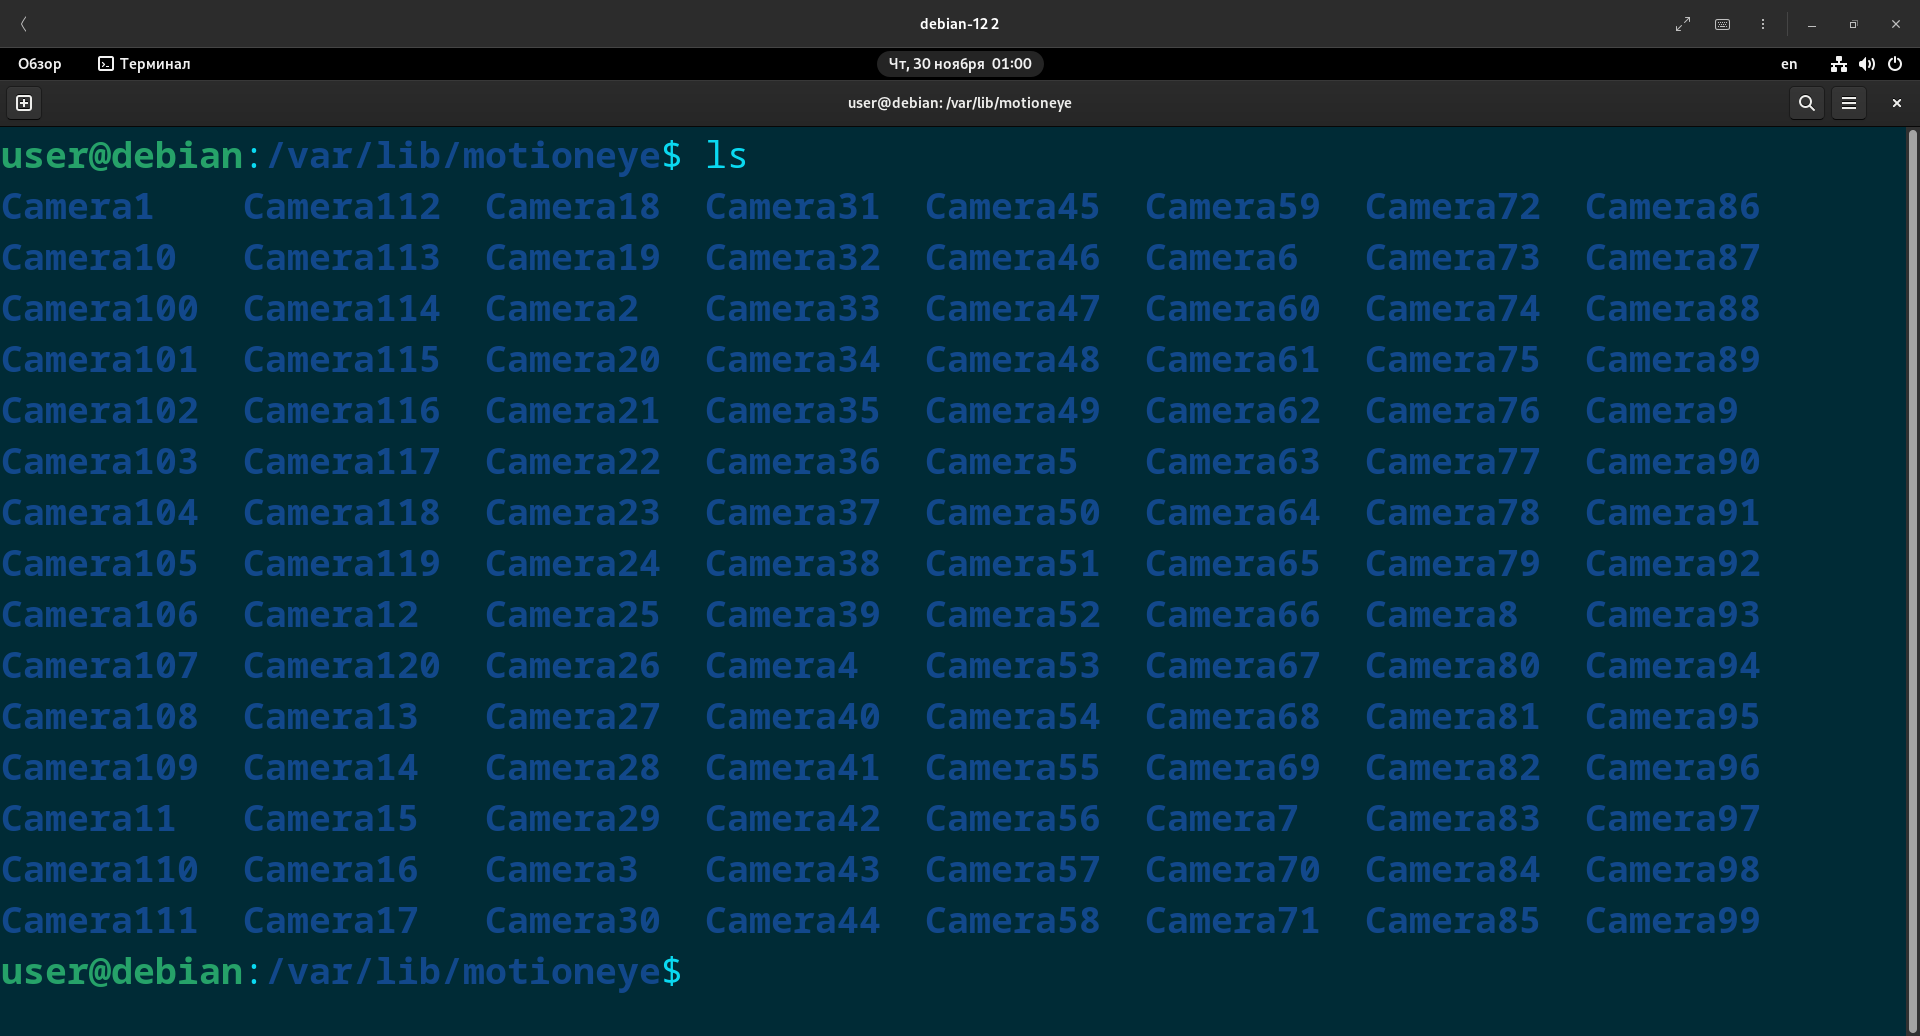 debian-12 2
Обзор Терминал Чт, 30 ноября 01:00 en
user@debian: /var/lib/motioneye
user@debian:/var/lib/motioneye$ ls
Camera1 Camera112 Camera18 Camera31 Camera45 Camera59 Camera72 Camera86
Camera10 Camera113 Camera19 Camera32 Camera46 Camera6 Camera73 Camera87
Camera100 Camera114 Camera2 Camera33 Camera47 Camera60 Camera74 Camera88
Camera101 Camera115 Camera20 Camera34 Camera48 Camera61 Camera75 Camera89
Camera102 Camera116 Camera21 Camera35 Camera49 Camera62 Camera76 Camera9
Camera103 Camera117 Camera22 Camera36 Camera5 Camera63 Camera77 Camera90
Camera104 Camera118 Camera23 Camera37 Camera50 Camera64 Camera78 Camera91
Camera105 Camera119 Camera24 Camera38 Camera51 Camera65 Camera79 Camera92
Camera106 Camera12 Camera25 Camera39 Camera52 Camera66 Camera8 Camera93
Camera107 Camera120 Camera26 Camera4 Camera53 Camera67 Camera80 Camera94
Camera108 Camera13 Camera27 Camera40 Camera54 Camera68 Camera81 Camera95
Camera109 Camera14 Camera28 Camera41 Camera55 Camera69 Camera82 Camera96
Camera11 Camera15 Camera29 Camera42 Camera56 Camera7 Camera83 Camera97
Camera110 Camera16 Camera3 Camera43 Camera57 Camera70 Camera84 Camera98
Camera111 Camera17 Camera30 Camera44 Camera58 Camera71 Camera85 Camera99
user@debian:/var/lib/motioneye$